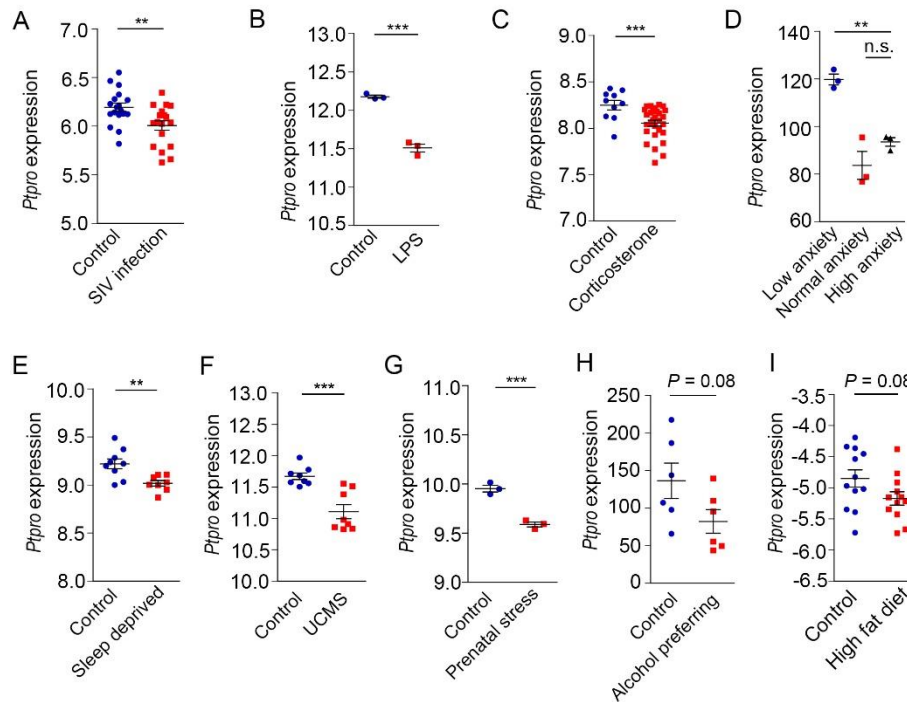 A
Ptpro expression
6.5
6.0
5.5
5.0
**
Control
SIV infection
B
Ptpro expression
13.0
12.5
12.0
11.5
11.0
10.5
***
Control
LPS
C
Ptpro expression
9.0
8.5
8.0
7.5
7.0
***
Control
Corticosterone
D
Ptpro expression
140
120
100
80
60
**
n.s.
Low anxiety
Normal anxiety
High anxiety
E
Ptpro expression
10.0
9.5
9.0
8.5
8.0
**
Control
Sleep deprived
F
Ptpro expression
13.0
12.5
12.0
11.5
11.0
10.5
10.0
***
Control
UCMS
G
Ptpro expression
11.0
10.5
10.0
9.5
9.0
***
Control
Prenatal stress
H
Ptpro expression
250
200
150
100
50
0
P = 0.08
Control
Alcohol preferring
I
Ptpro expression
-3.5
-4.0
-4.5
-5.0
-5.5
-6.0
-6.5
P = 0.08
Control
High fat diet